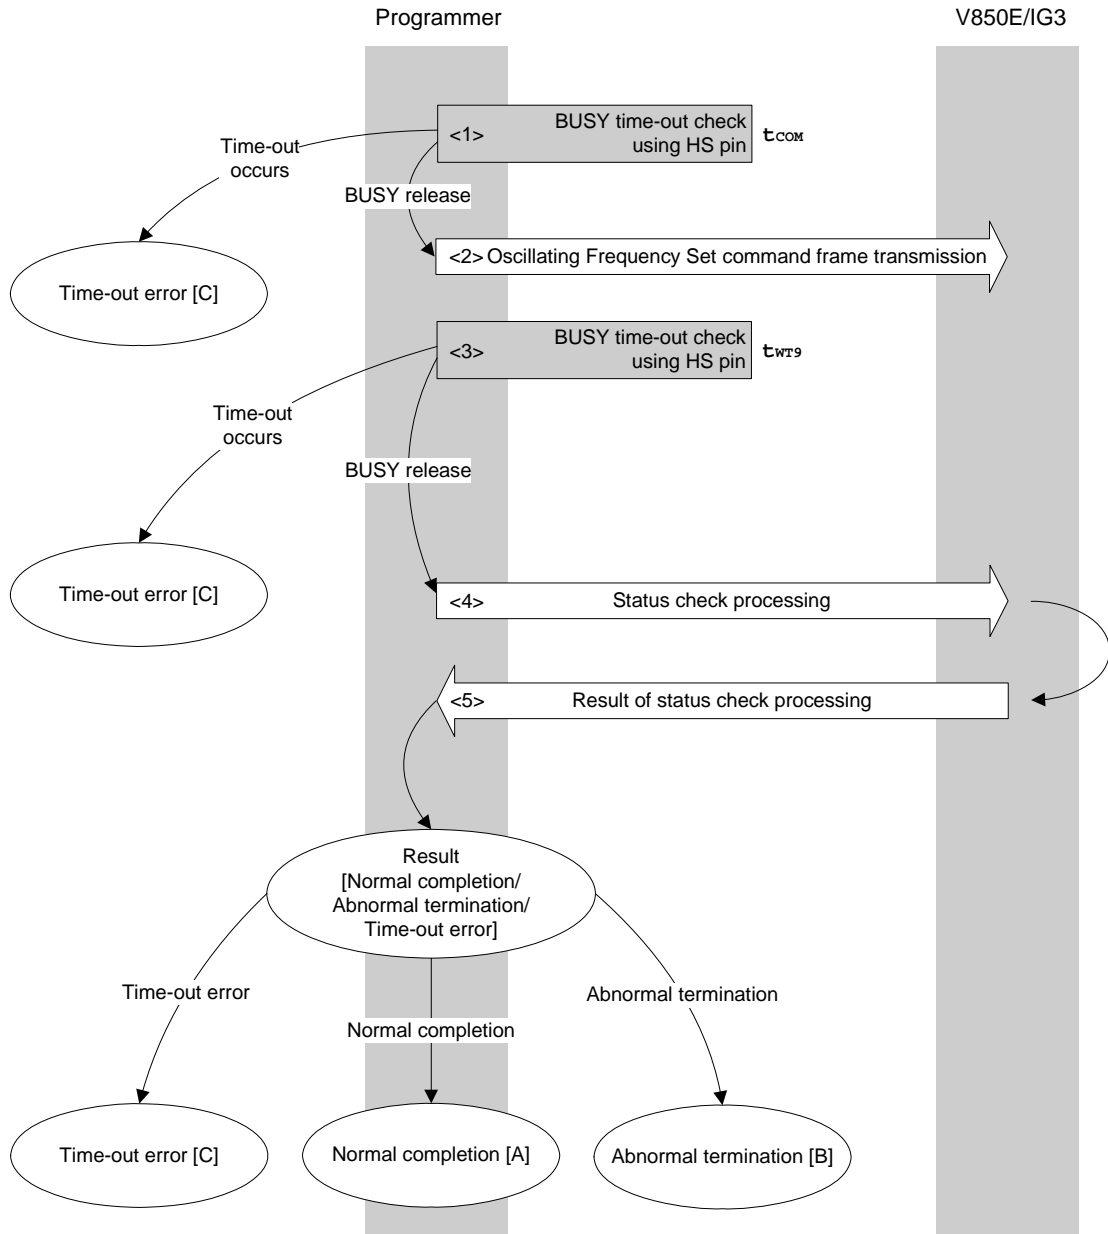 Programmer
V850E/IG3
<1>
BUSY time-out check
using HS pin
tCOM
Time-out
occurs
BUSY release
<2> Oscillating Frequency Set command frame transmission
Time-out error [C]
<3>
BUSY time-out check
using HS pin
tWT9
Time-out
occurs
BUSY release
Time-out error [C]
<4>
Status check processing
<5>
Result of status check processing
Result
[Normal completion/
Abnormal termination/
Time-out error]
Time-out error
Normal completion
Abnormal termination
Time-out error [C]
Normal completion [A]
Abnormal termination [B]